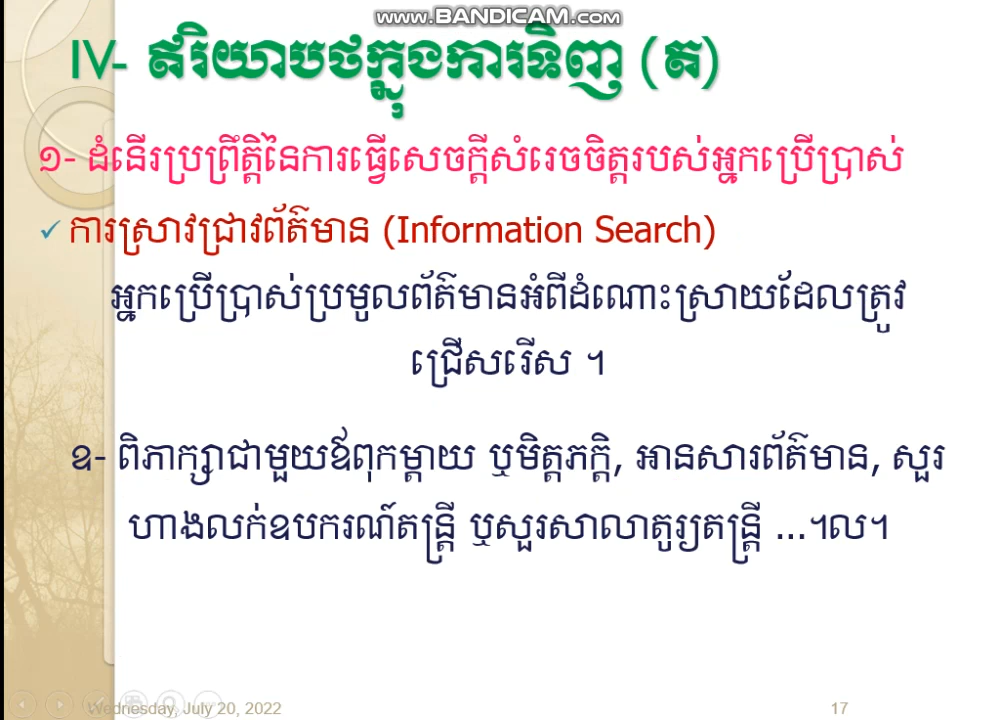 www.BANDICAM.com
IV- ឥរិយាបថក្នុងការទិញ (ត)
១- ដំនើរប្រព្រឹត្តិនៃការធ្វើសេចក្តីសំរេចចិត្តរបស់អ្នកប្រើប្រាស់
✓ ការស្រាវជ្រាវព័ត៌មាន (Information Search)
អ្នកប្រើប្រាស់ប្រមូលព័ត៌មានអំពីដំណោះស្រាយដែលត្រូវ
ជ្រើសរើស ។
ឧ- ពិភាក្សាជាមួយឪពុកម្តាយ ឬមិត្តភក្តិ, អានសារព័ត៌មាន, សួរ
ហាងលក់ឧបករណ៍តន្ត្រី ឬសួរសាលាតូរ្យតន្ត្រី ...។ល។
Wednesday, July 20, 2022
17